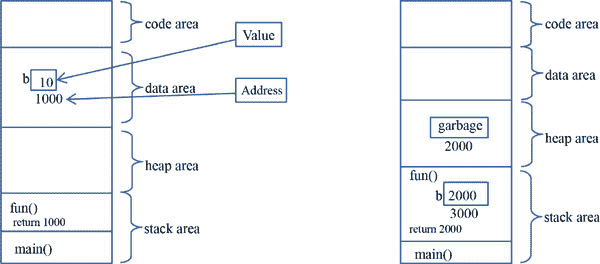 code area
Value
b 10
1000
data area
Address
heap area
fun()
return 1000
stack area
main()
code area
data area
garbage
2000
heap area
fun()
b 2000
3000
return 2000
stack area
main()